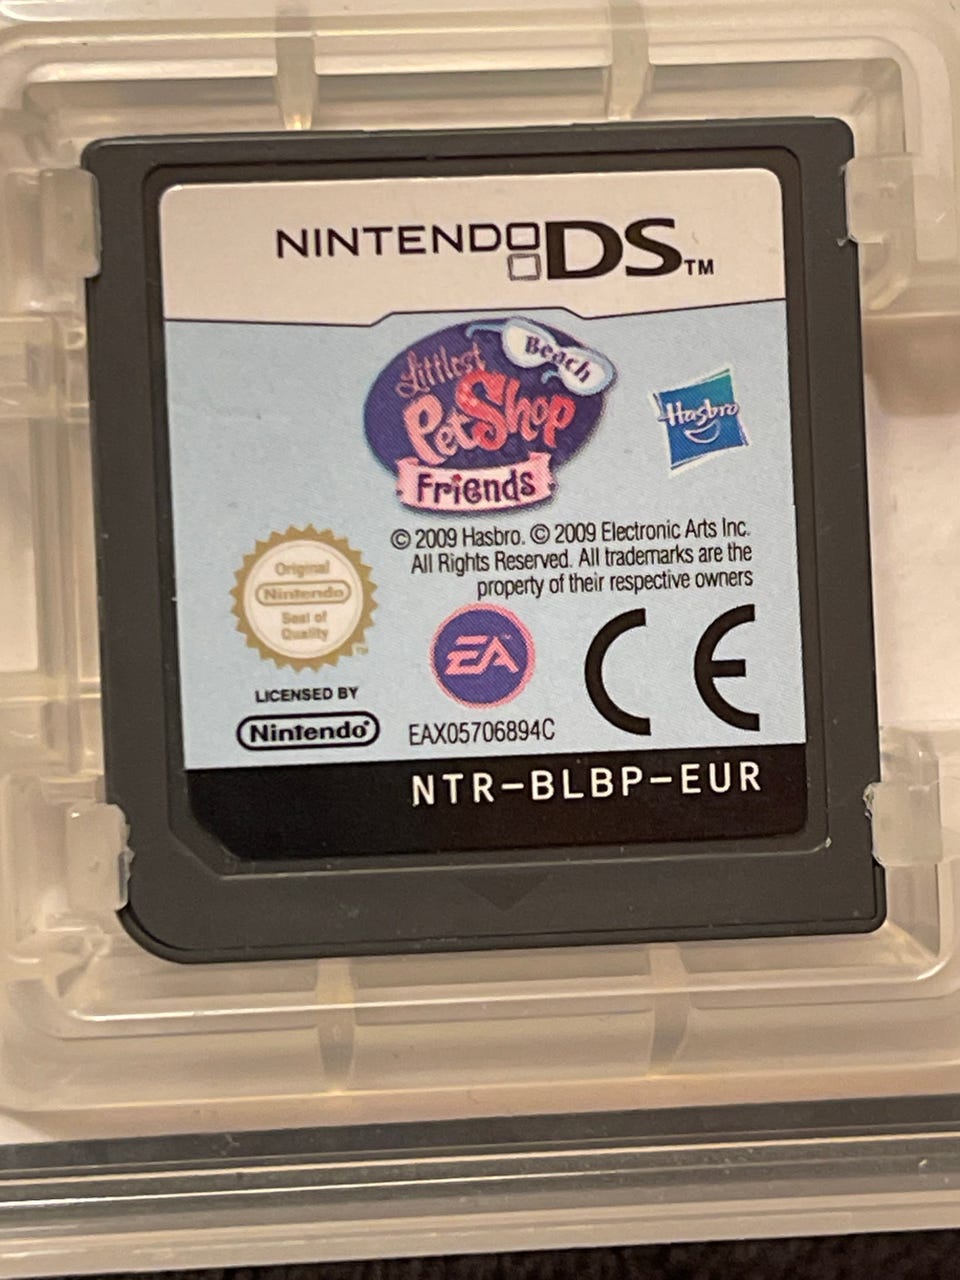 NINTENDO DS™
Beach
Littlest
PetShop
Friends
Hasbro
© 2009 Hasbro. © 2009 Electronic Arts Inc.
All Rights Reserved. All trademarks are the
property of their respective owners
Original
Nintendo
Seal of
Quality
™
EA™
CE
LICENSED BY
Nintendo®
EAX05706894C
NTR-BLBP-EUR